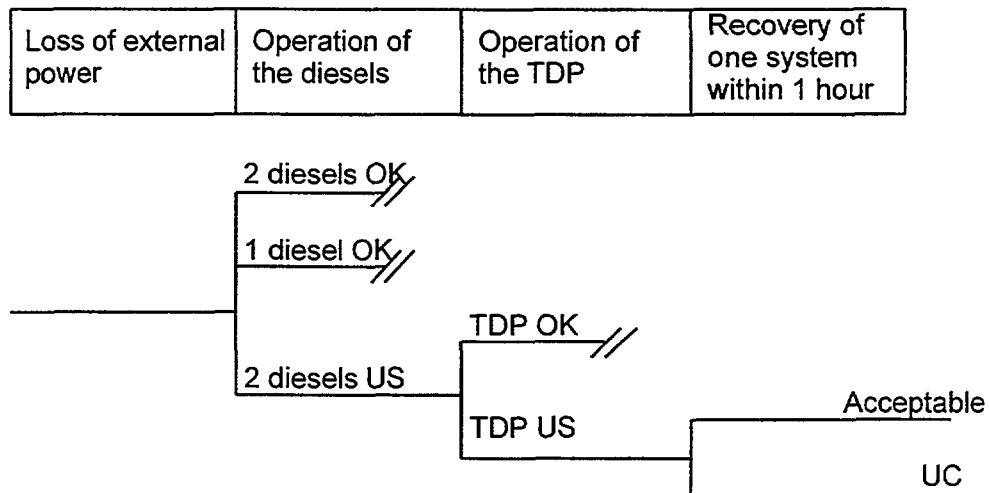 Loss of external
power
Operation of
the diesels
Operation of
the TDP
Recovery of
one system
within 1 hour
2 diesels OK
1 diesel OK
TDP OK
2 diesels US
Acceptable
TDP US
UC